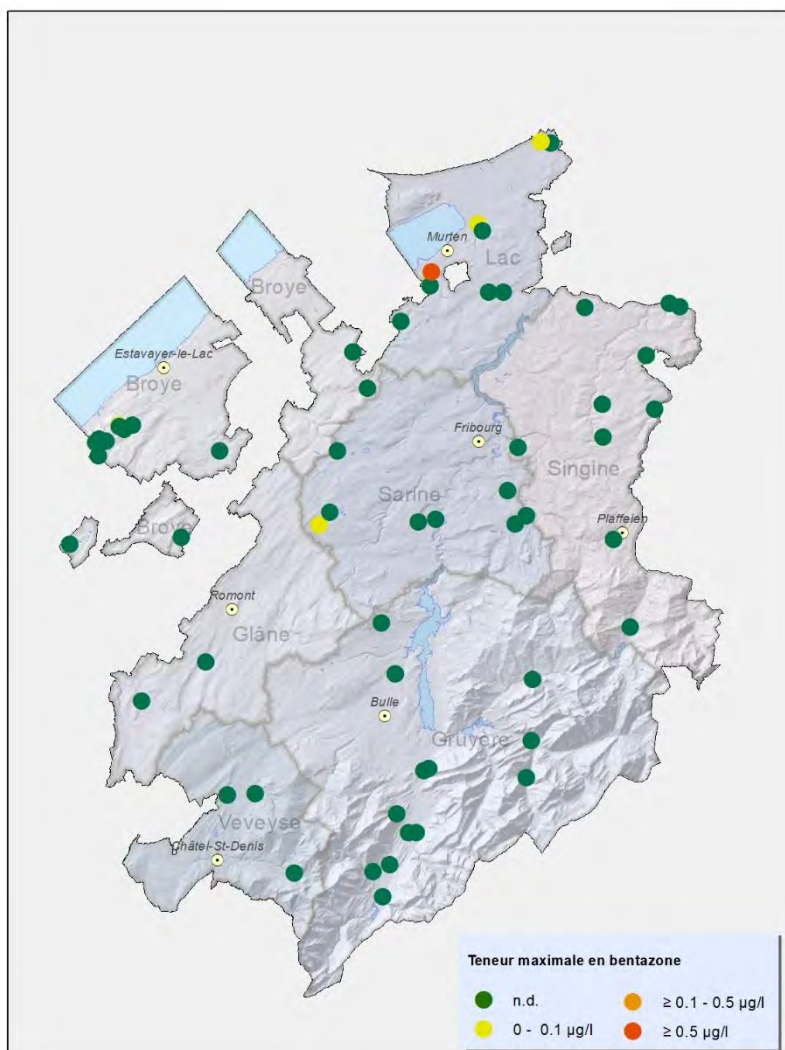 Murten
Lac
Broye
Estavayer-le-Lac
Broye
Fribourg
Singine
Sarine
Plaffeien
Broye
Romont
Glâne
Bulle
Gruyère
Veveyse
Châtel-St-Denis
Teneur maximale en bentazone
n.d.
≥ 0.1 - 0.5 µg/l
0 - 0.1 µg/l
≥ 0.5 µg/l